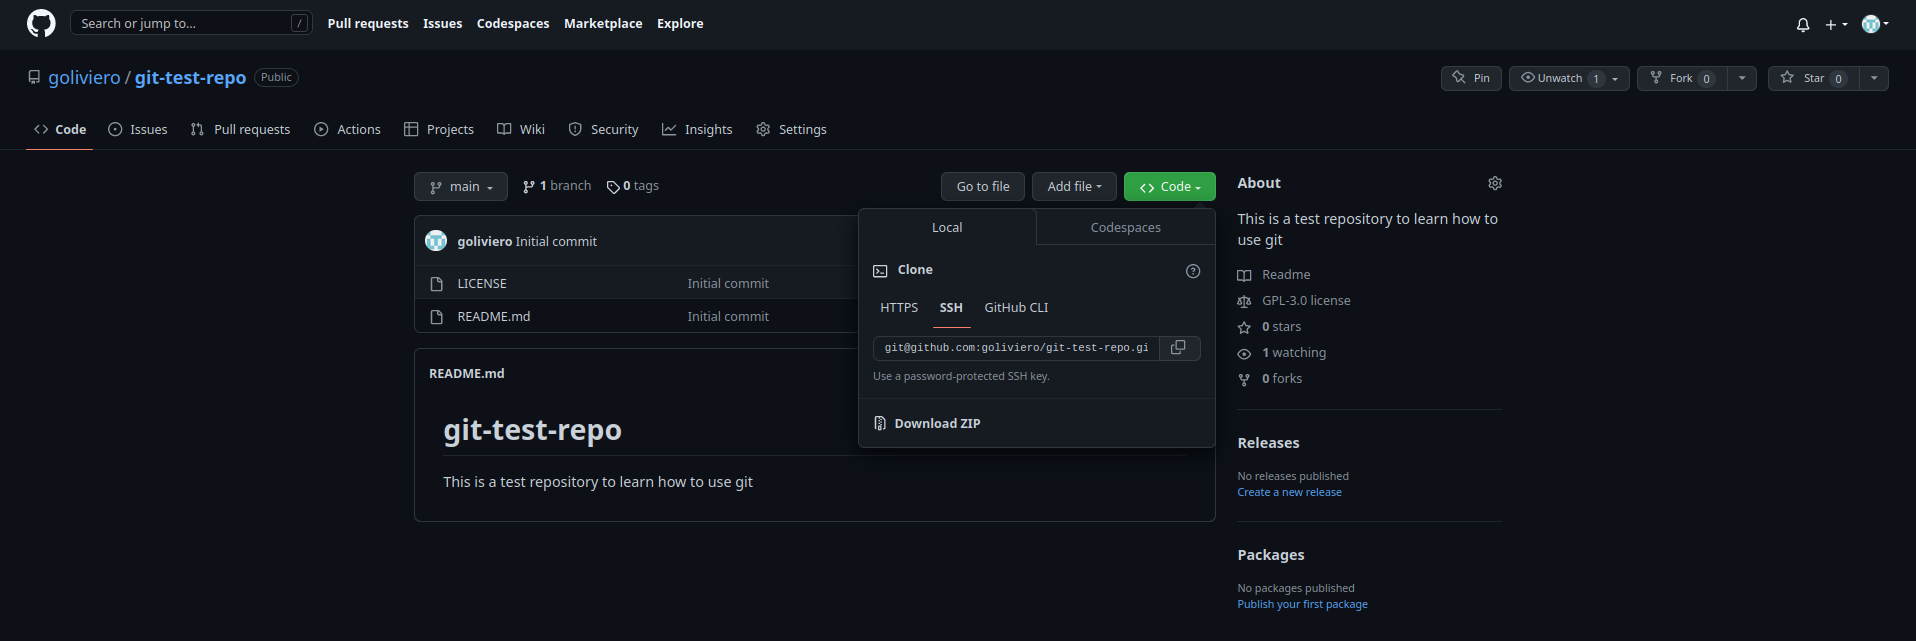 Search or jump to... / Pull requests Issues Codespaces Marketplace Explore
goliviero / git-test-repo Public Pin Unwatch 1 Fork 0 Star 0
Code Issues Pull requests Actions Projects Wiki Security Insights Settings
main 1 branch 0 tags Go to file Add file Code
Local Codespaces
goliviero Initial commit
Clone
LICENSE Initial commit
HTTPS SSH GitHub CLI
README.md Initial commit
git@github.com:goliviero/git-test-repo.gi
Use a password-protected SSH key.
Download ZIP
README.md
git-test-repo
This is a test repository to learn how to use git
About
This is a test repository to learn how to
use git
Readme
GPL-3.0 license
0 stars
1 watching
0 forks
Releases
No releases published
Create a new release
Packages
No packages published
Publish your first package